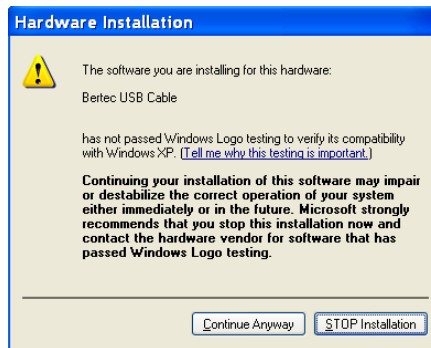 Hardware Installation
The software you are installing for this hardware:
Bertec USB Cable
has not passed Windows Logo testing to verify its compatibility
with Windows XP. (Tell me why this testing is important.)
Continuing your installation of this software may impair
or destabilize the correct operation of your system
either immediately or in the future. Microsoft strongly
recommends that you stop this installation now and
contact the hardware vendor for software that has
passed Windows Logo testing.
Continue Anyway STOP Installation